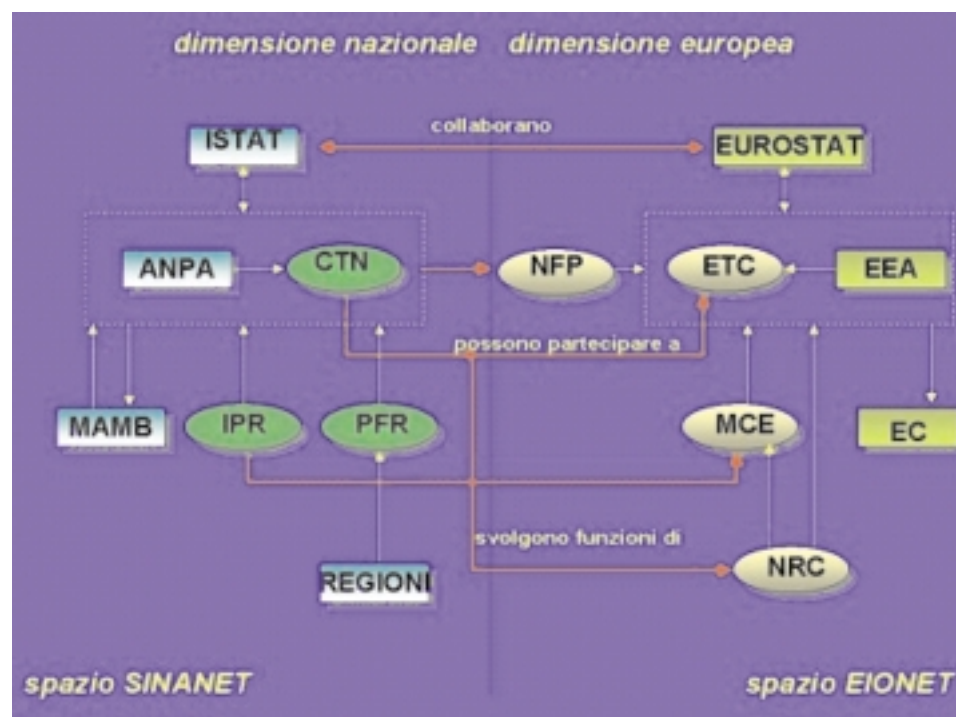 dimensione nazionale dimensione europea
collaborano
ISTAT EUROSTAT
ANPA CTN NFP ETC EEA
possono partecipare a
MAMB IPR PFR MCE EC
svolgono funzioni di
REGIONI NRC
spazio SINANET spazio EIONET